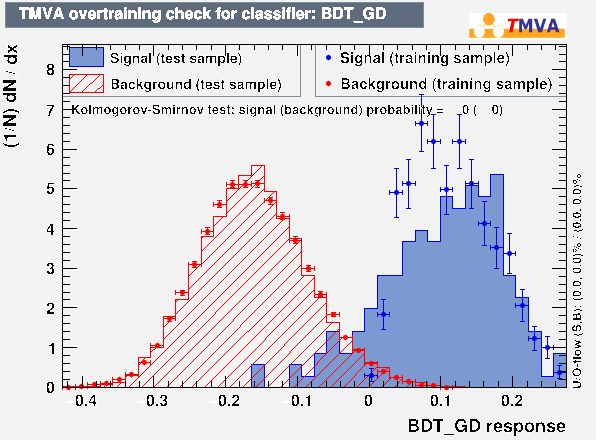 TMVA overtraining check for classifier: BDT_GD
TMVA
Signal (test sample)
Background (test sample)
Signal (training sample)
Background (training sample)
Kolmogorov-Smirnov test: signal (background) probability = 0 ( 0)
(1/N) dN / dx
8
7
6
5
4
3
2
1
0
-0.4 -0.3 -0.2 -0.1 0 0.1 0.2
BDT_GD response
U/O-flow (S,B): (0.0, 0.0)% / (0.0, 0.0)%